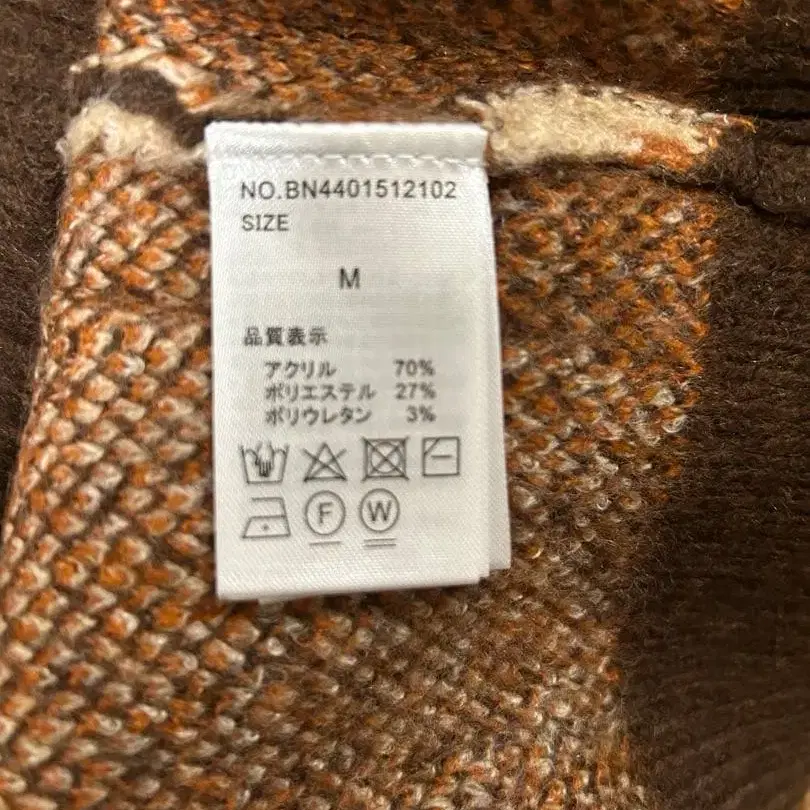 NO.BN4401512102
SIZE
M
品質表示
アクリル 70%
ポリエステル 27%
ポリウレタン 3%
F W